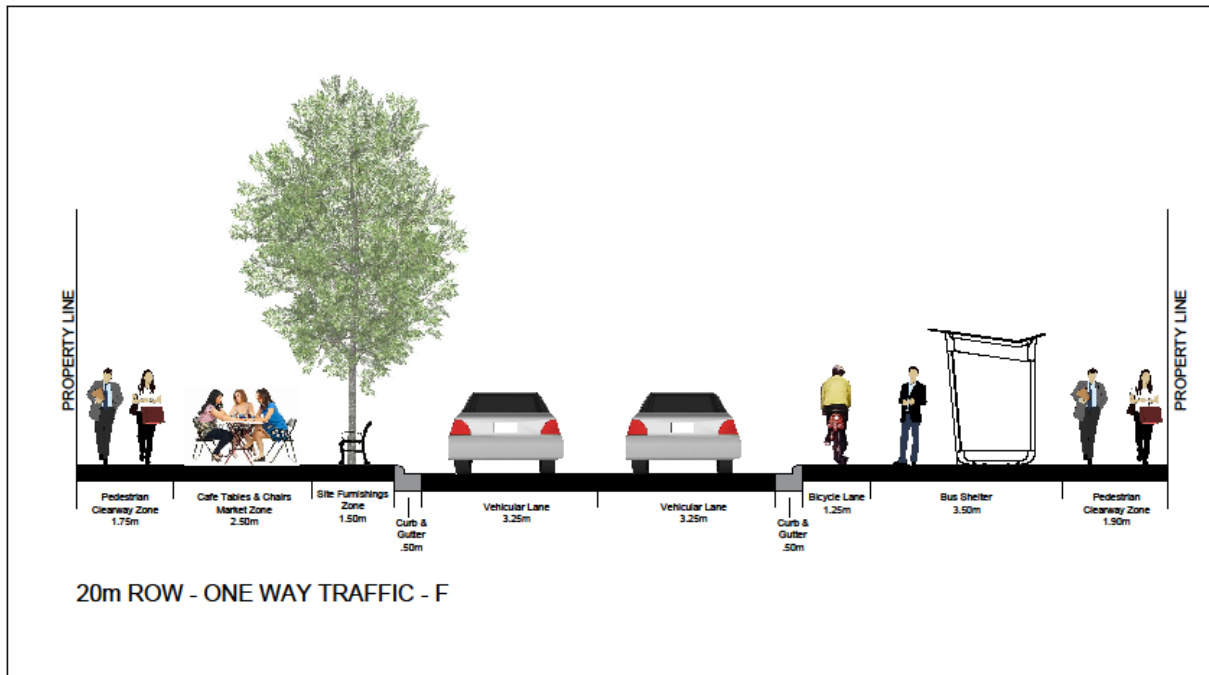 PROPERTY LINE
PROPERTY LINE
Pedestrian
Clearway Zone
1.75m
Cafe Tables & Chairs
Market Zone
2.50m
Site Furnishings
Zone
1.50m
Curb &
Gutter
.50m
Vehicular Lane
3.25m
Vehicular Lane
3.25m
Curb &
Gutter
.50m
Bicycle Lane
1.25m
Bus Shelter
3.50m
Pedestrian
Clearway Zone
1.90m
20m ROW - ONE WAY TRAFFIC - F